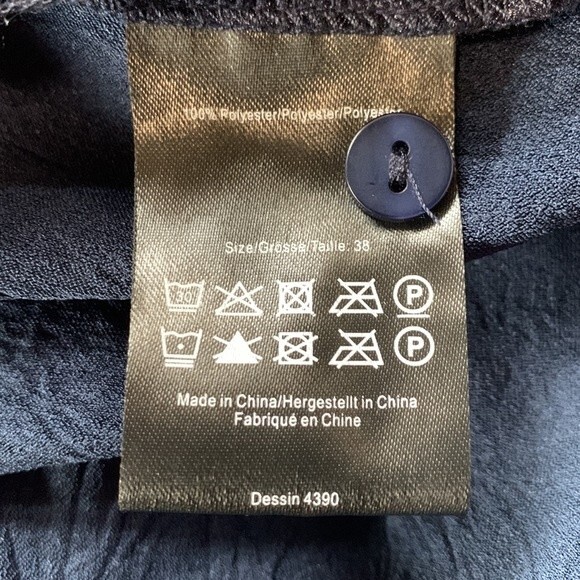 100% Polyester/Polyester/Polyester
Size/Grösse/Taille: 38
30 P
P
Made in China/Hergestellt in China
Fabriqué en Chine
Dessin 4390